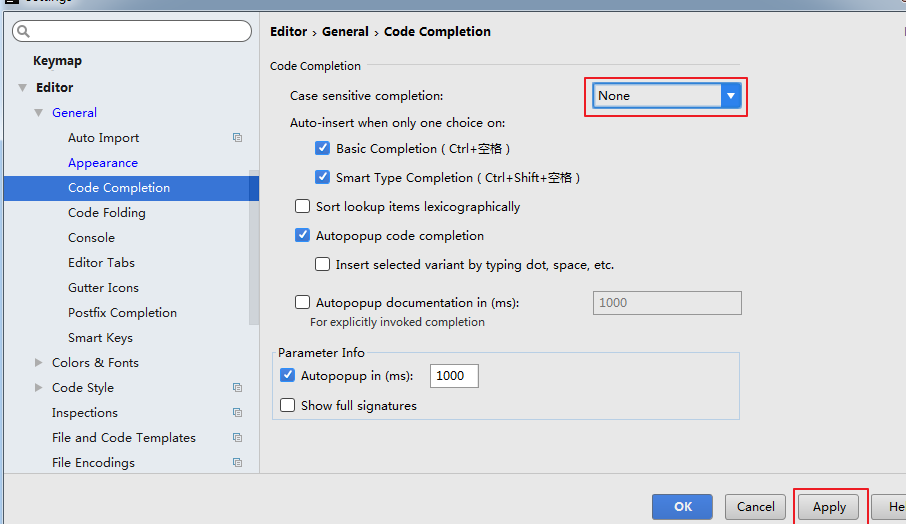 Settings
Editor › General › Code Completion
Keymap
Editor
General
Auto Import
Appearance
Code Completion
Code Folding
Console
Editor Tabs
Gutter Icons
Postfix Completion
Smart Keys
Colors & Fonts
Code Style
Inspections
File and Code Templates
File Encodings
Code Completion
Case sensitive completion: None
Auto-insert when only one choice on:
Basic Completion ( Ctrl+空格 )
Smart Type Completion ( Ctrl+Shift+空格 )
Sort lookup items lexicographically
Autopopup code completion
Insert selected variant by typing dot, space, etc.
Autopopup documentation in (ms): 1000
For explicitly invoked completion
Parameter Info
Autopopup in (ms): 1000
Show full signatures
OK Cancel Apply He